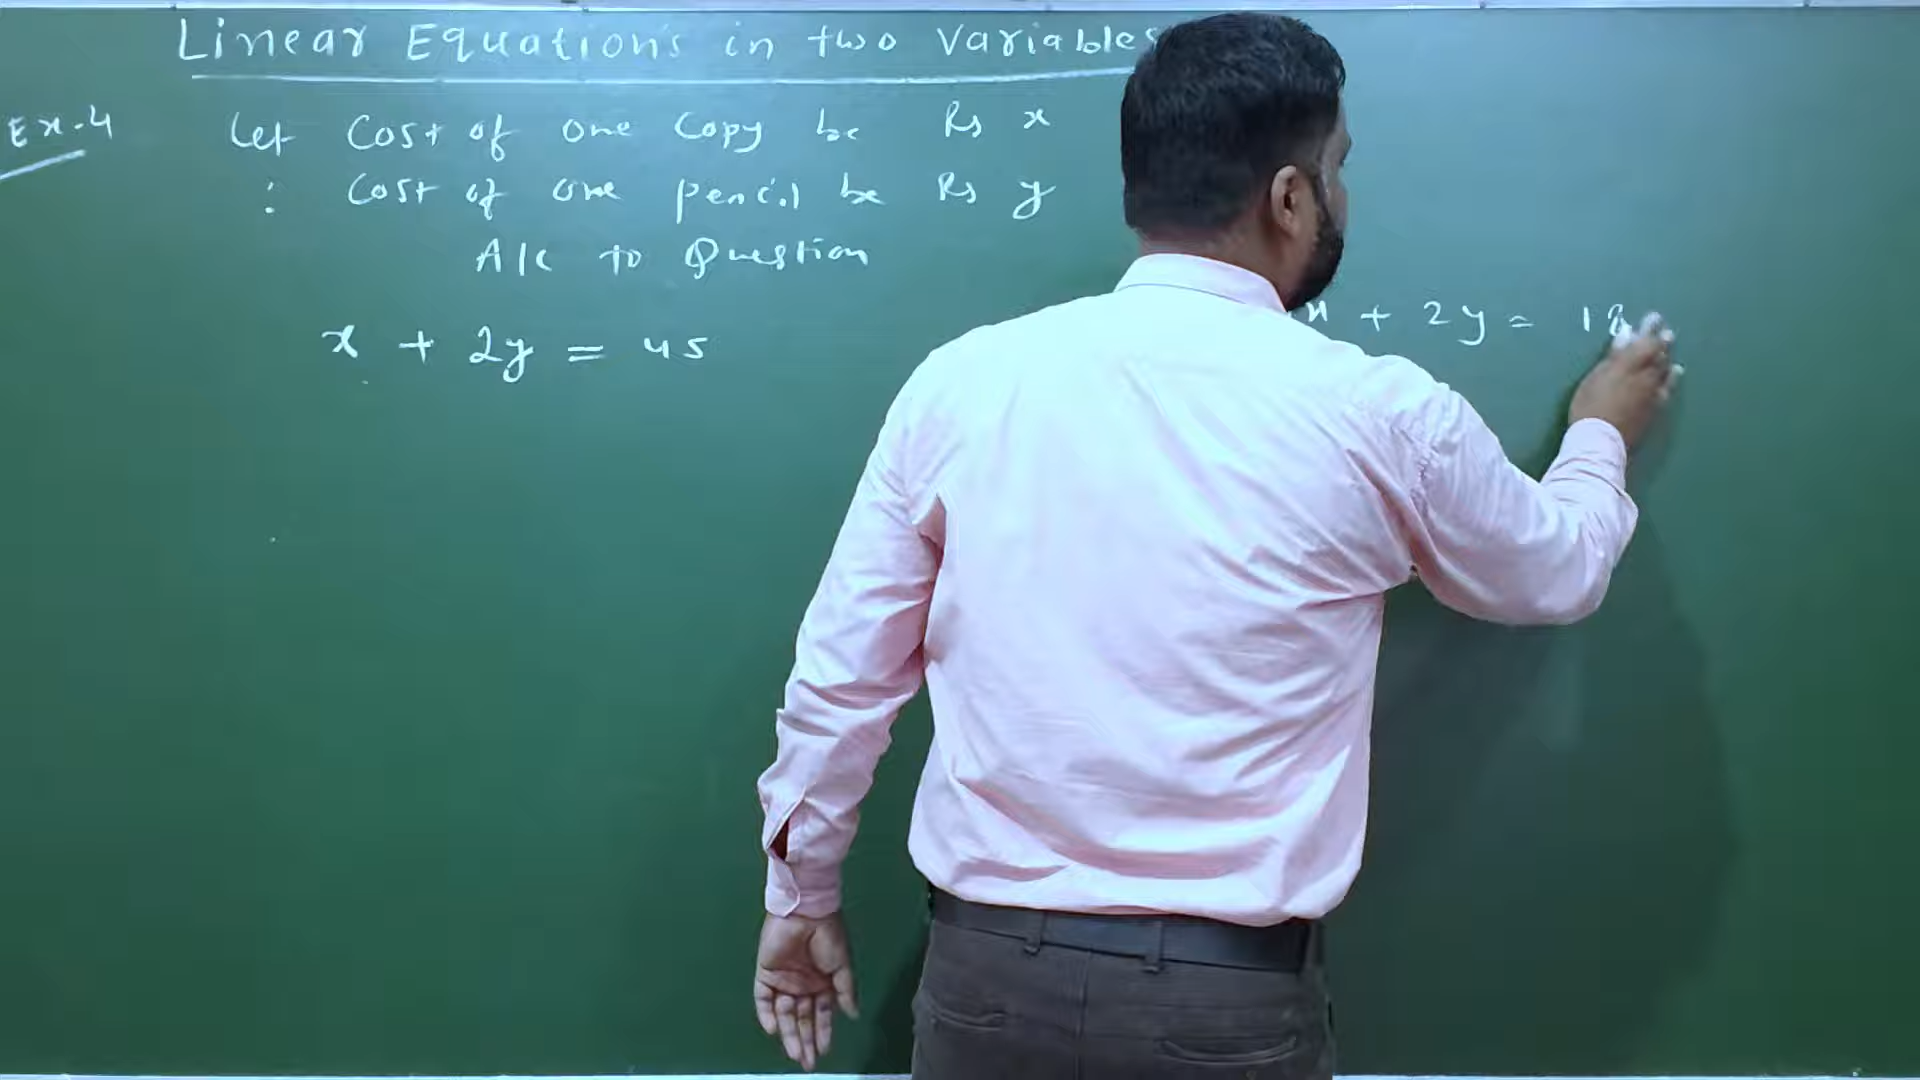 Linear Equations in two Variables
Ex.4
Let Cost of one Copy be Rs x
: Cost of one pencil be Rs y
A/c to Question
x + 2y = 45
x + 2y = 18